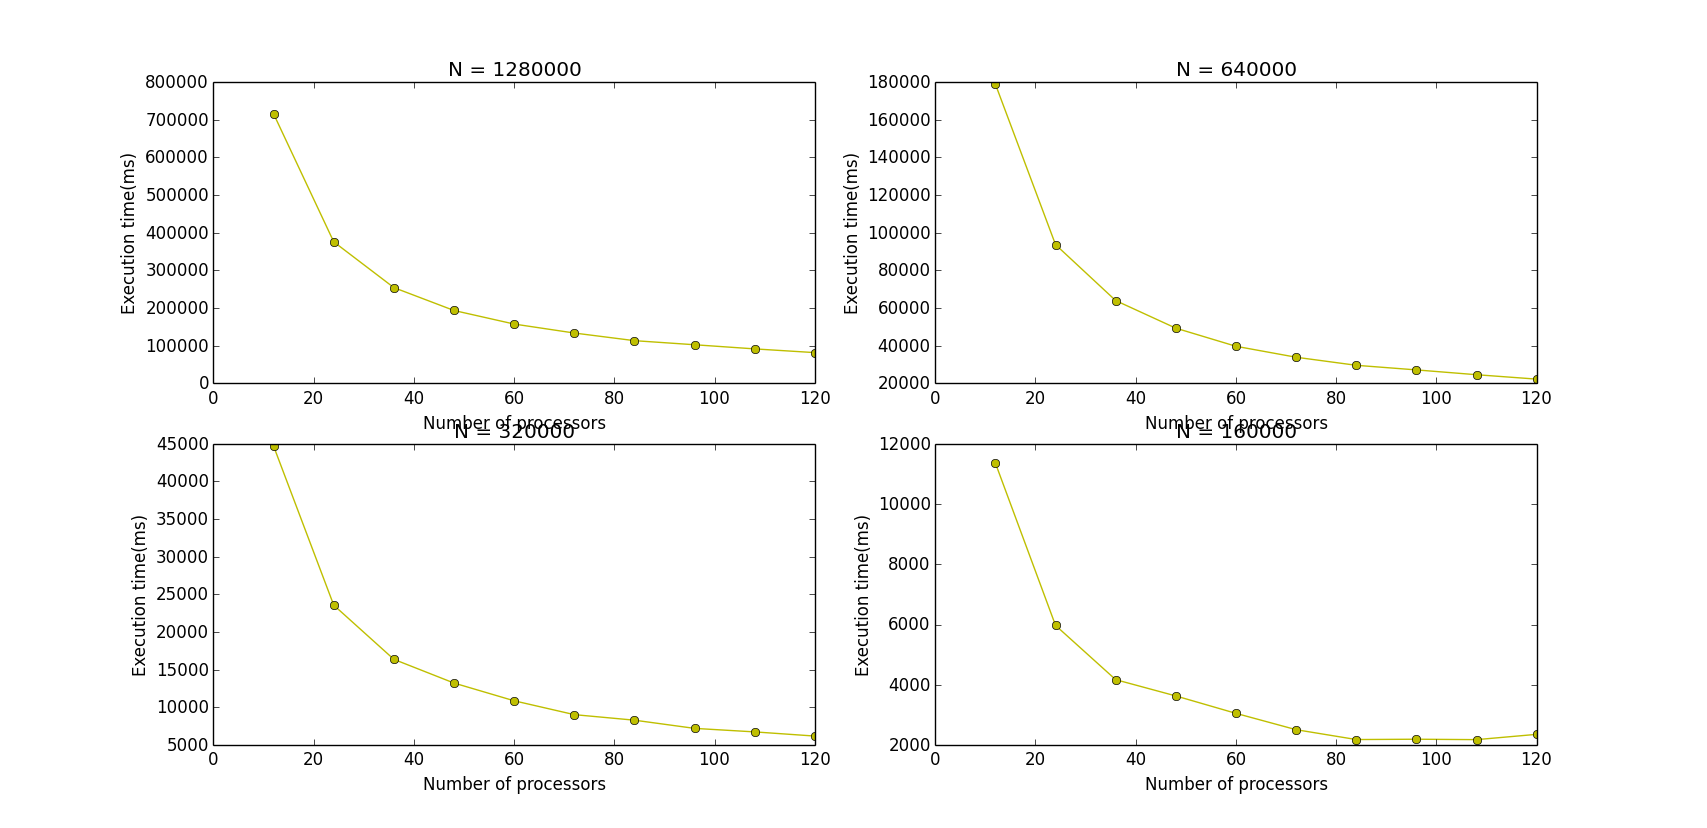 N = 1280000
800000
700000
600000
500000
400000
300000
200000
100000
0
Execution time(ms)
0 20 40 60 80 100 120
Number of processors
N = 640000
180000
160000
140000
120000
100000
80000
60000
40000
20000
Execution time(ms)
0 20 40 60 80 100 120
Number of processors
N = 320000
45000
40000
35000
30000
25000
20000
15000
10000
5000
Execution time(ms)
0 20 40 60 80 100 120
Number of processors
N = 160000
12000
10000
8000
6000
4000
2000
Execution time(ms)
0 20 40 60 80 100 120
Number of processors